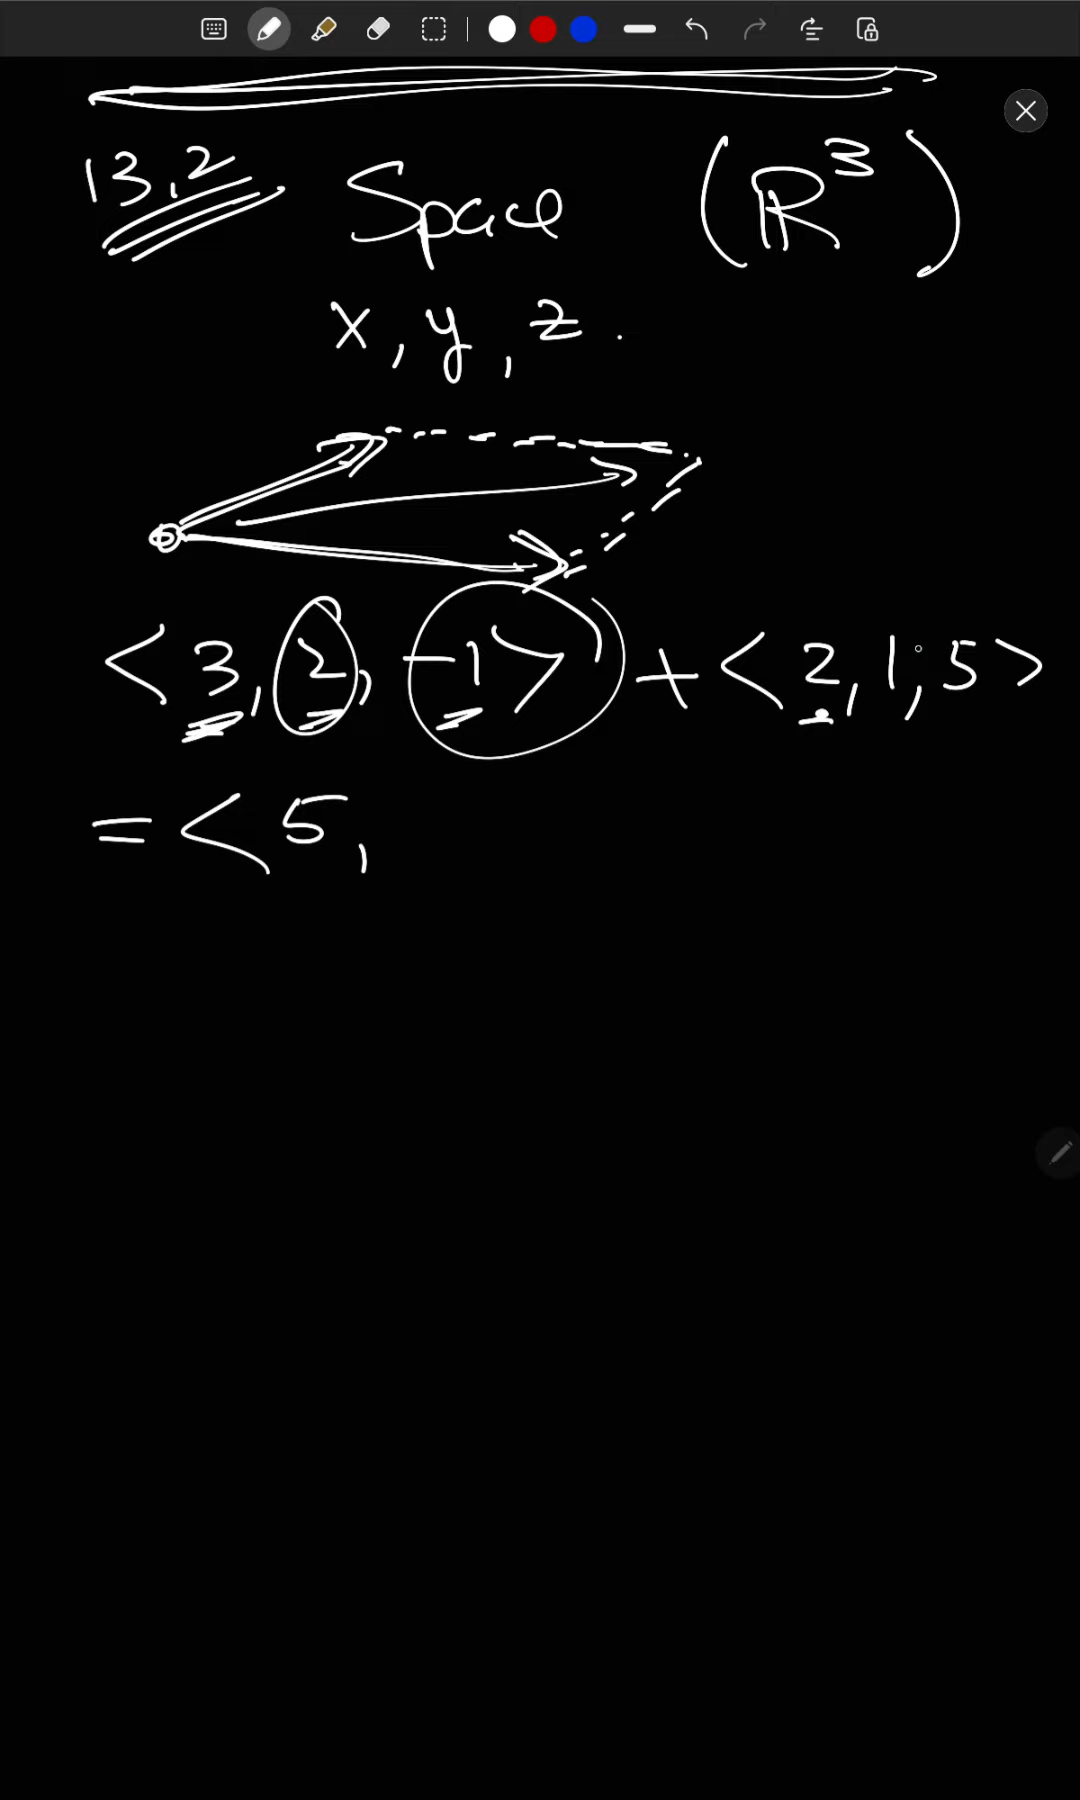 13.2 Space (ℝ³)
x, y, z.
<3, 2, -1> + <2, 1, 5>
= <5,